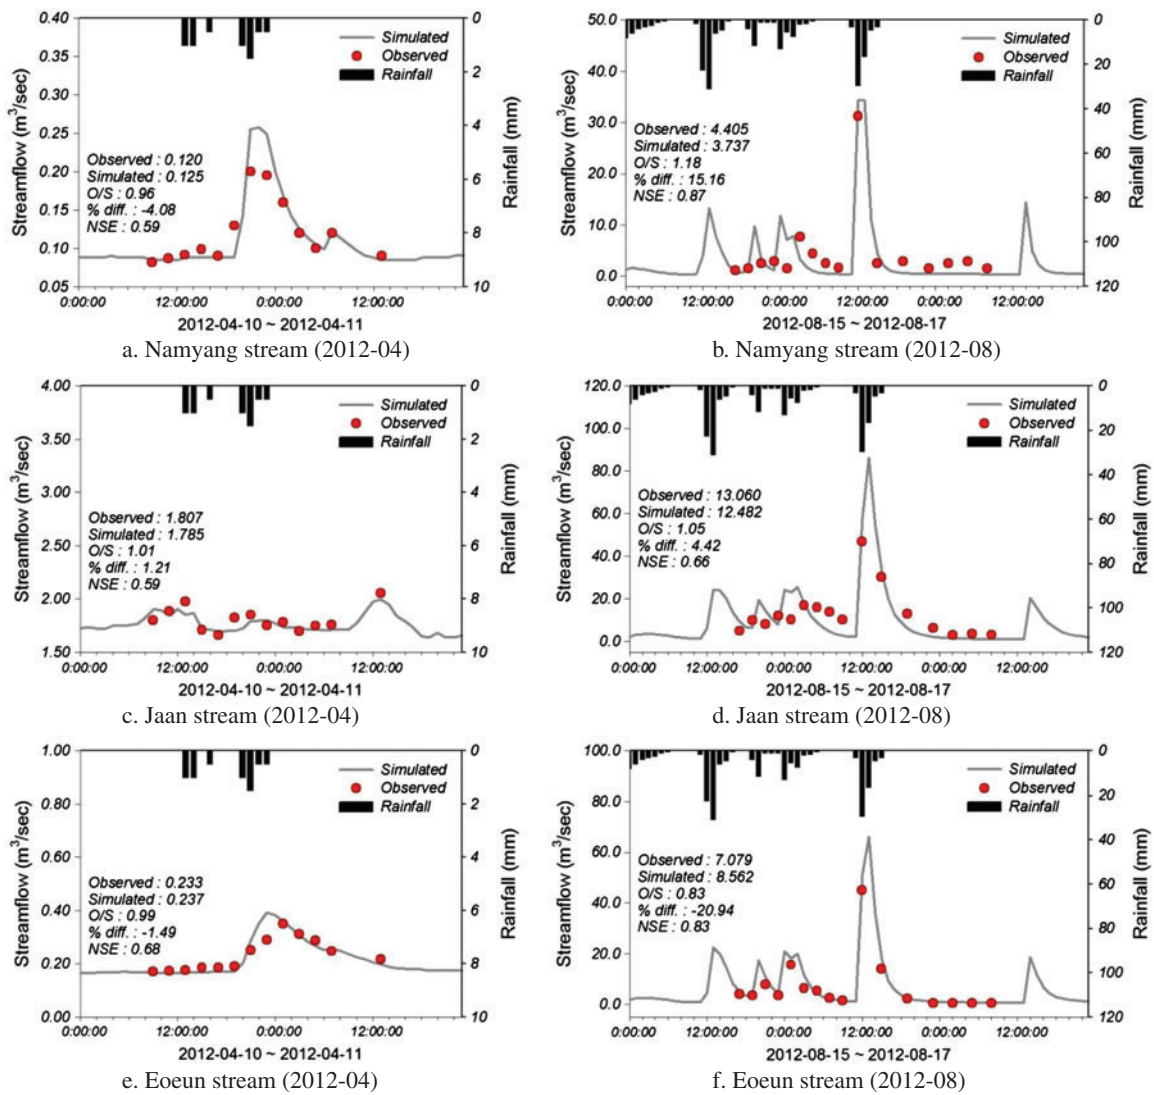 0.40
0.35
0.30
0.25
0.20
0.15
0.10
0.05
Streamflow (m³/sec)
Simulated
Observed
Rainfall
Observed : 0.120
Simulated : 0.125
O/S : 0.96
% diff. : -4.08
NSE : 0.59
0
2
4
6
8
10
Rainfall (mm)
0:00:00 12:00:00 0:00:00 12:00:00
2012-04-10 ~ 2012-04-11
a. Namyang stream (2012-04)
50.0
40.0
30.0
20.0
10.0
0.0
Streamflow (m³/sec)
Simulated
Observed
Rainfall
Observed : 4.405
Simulated : 3.737
O/S : 1.18
% diff. : 15.16
NSE : 0.87
0
20
40
60
80
100
120
Rainfall (mm)
0:00:00 12:00:00 0:00:00 12:00:00 0:00:00 12:00:00
2012-08-15 ~ 2012-08-17
b. Namyang stream (2012-08)
4.00
3.50
3.00
2.50
2.00
1.50
Streamflow (m³/sec)
Simulated
Observed
Rainfall
Observed : 1.807
Simulated : 1.785
O/S : 1.01
% diff. : 1.21
NSE : 0.59
0
2
4
6
8
10
Rainfall (mm)
0:00:00 12:00:00 0:00:00 12:00:00
2012-04-10 ~ 2012-04-11
c. Jaan stream (2012-04)
120.0
100.0
80.0
60.0
40.0
20.0
0.0
Streamflow (m³/sec)
Simulated
Observed
Rainfall
Observed : 13.060
Simulated : 12.482
O/S : 1.05
% diff. : 4.42
NSE : 0.66
0
20
40
60
80
100
120
Rainfall (mm)
0:00:00 12:00:00 0:00:00 12:00:00 0:00:00 12:00:00
2012-08-15 ~ 2012-08-17
d. Jaan stream (2012-08)
1.00
0.80
0.60
0.40
0.20
0.00
Streamflow (m³/sec)
Simulated
Observed
Rainfall
Observed : 0.233
Simulated : 0.237
O/S : 0.99
% diff. : -1.49
NSE : 0.68
0
2
4
6
8
10
Rainfall (mm)
0:00:00 12:00:00 0:00:00 12:00:00
2012-04-10 ~ 2012-04-11
e. Eoeun stream (2012-04)
100.0
80.0
60.0
40.0
20.0
0.0
Streamflow (m³/sec)
Simulated
Observed
Rainfall
Observed : 7.079
Simulated : 8.562
O/S : 0.83
% diff. : -20.94
NSE : 0.83
0
20
40
60
80
100
120
Rainfall (mm)
0:00:00 12:00:00 0:00:00 12:00:00 0:00:00 12:00:00
2012-08-15 ~ 2012-08-17
f. Eoeun stream (2012-08)